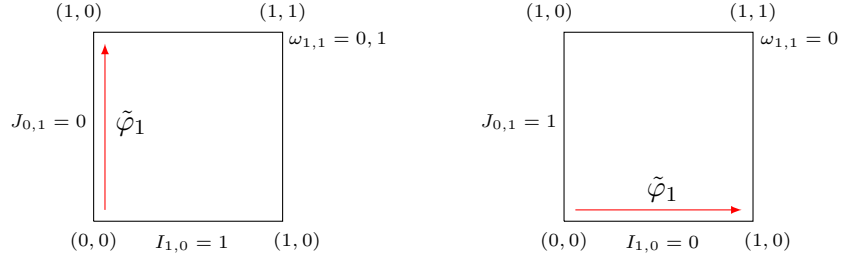 (1, 0) (1, 1)
ω₁,₁ = 0, 1
J₀,₁ = 0
φ̃₁
(0, 0) I₁,₀ = 1 (1, 0)
(1, 0) (1, 1)
ω₁,₁ = 0
J₀,₁ = 1
φ̃₁
(0, 0) I₁,₀ = 0 (1, 0)